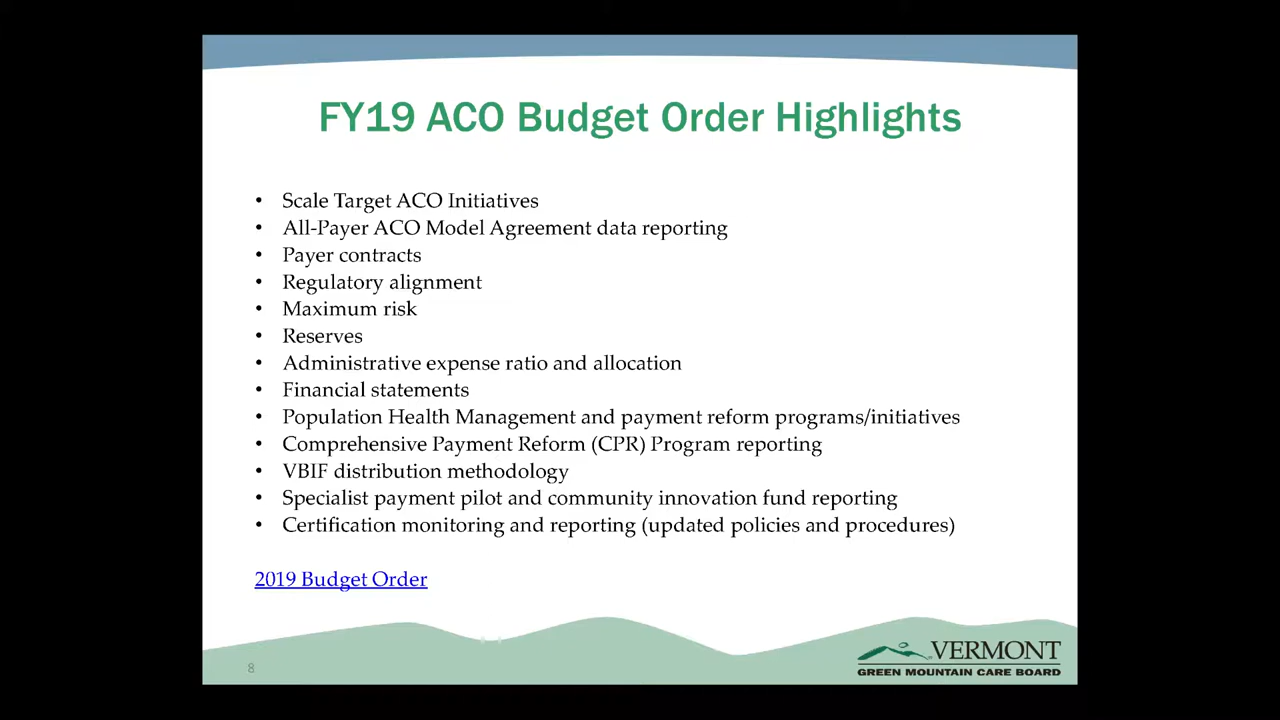 FY19 ACO Budget Order Highlights
• Scale Target ACO Initiatives
• All-Payer ACO Model Agreement data reporting
• Payer contracts
• Regulatory alignment
• Maximum risk
• Reserves
• Administrative expense ratio and allocation
• Financial statements
• Population Health Management and payment reform programs/initiatives
• Comprehensive Payment Reform (CPR) Program reporting
• VBIF distribution methodology
• Specialist payment pilot and community innovation fund reporting
• Certification monitoring and reporting (updated policies and procedures)
2019 Budget Order
8
VERMONT
GREEN MOUNTAIN CARE BOARD